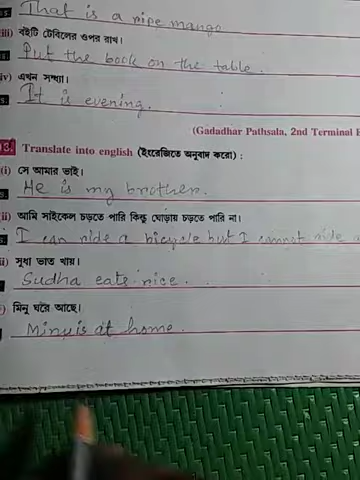 That is a ripe mango
iii) বইটি টেবিলের ওপর রাখ।
Put the book on the table.
iv) এখন সন্ধ্যা।
It is evening.
(Gadadhar Pathsala, 2nd Terminal E
3. Translate into english (ইংরেজিতে অনুবাদ করো) :
(i) সে আমার ভাই।
He is my brother.
(ii) আমি সাইকেল চড়তে পারি কিন্তু ঘোড়ায় চড়তে পারি না।
I can ride a bicycle but I cannot ride a
ii) সুধা ভাত খায়।
Sudha eats rice.
মিনু ঘরে আছে।
Minu is at home.